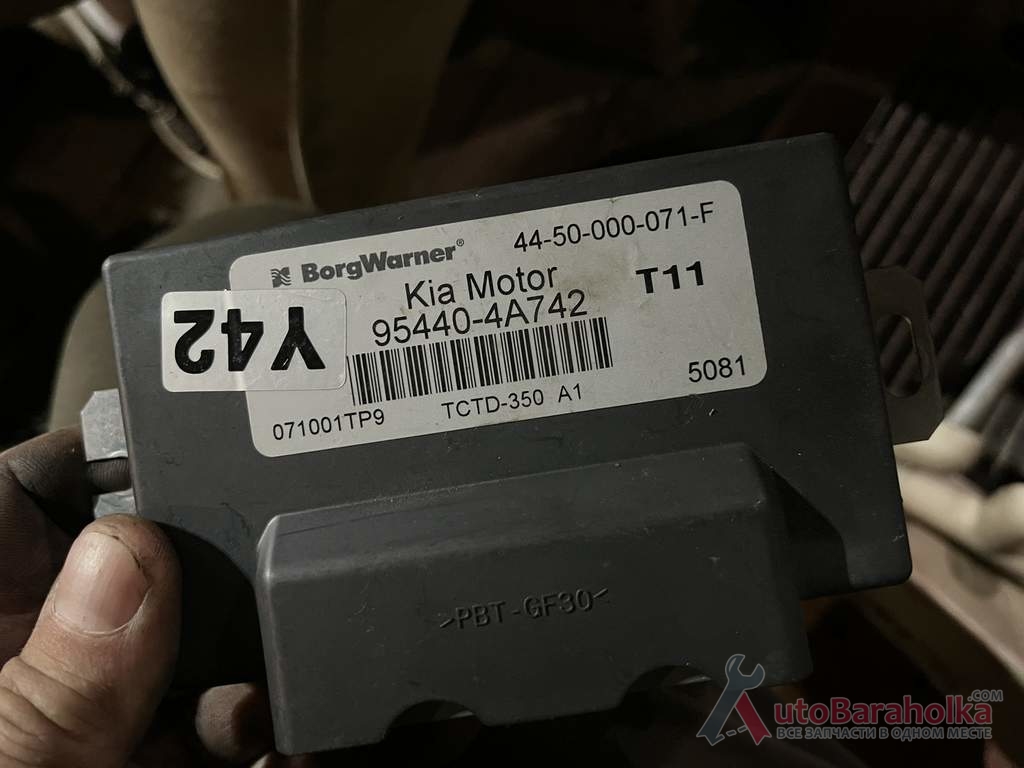 BorgWarner®
44-50-000-071-F
Kia Motor
T11
95440-4A742
Y42
071001TP9
TCTD-350 A1
5081
>PBT-GF30<
AutoBaraholka.COM
ВСЕ ЗАПЧАСТИ В ОДНОМ МЕСТЕ